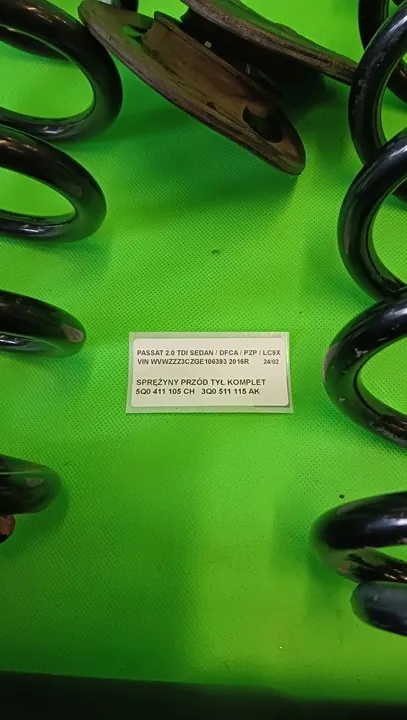 PASSAT 2.0 TDI SEDAN / DFCA / PZP / LC9X
VIN WVWZZZ3CZGE106393 2016R 24/02
SPRĘŻYNY PRZÓD TYŁ KOMPLET
5Q0 411 105 CH 3Q0 511 115 AK